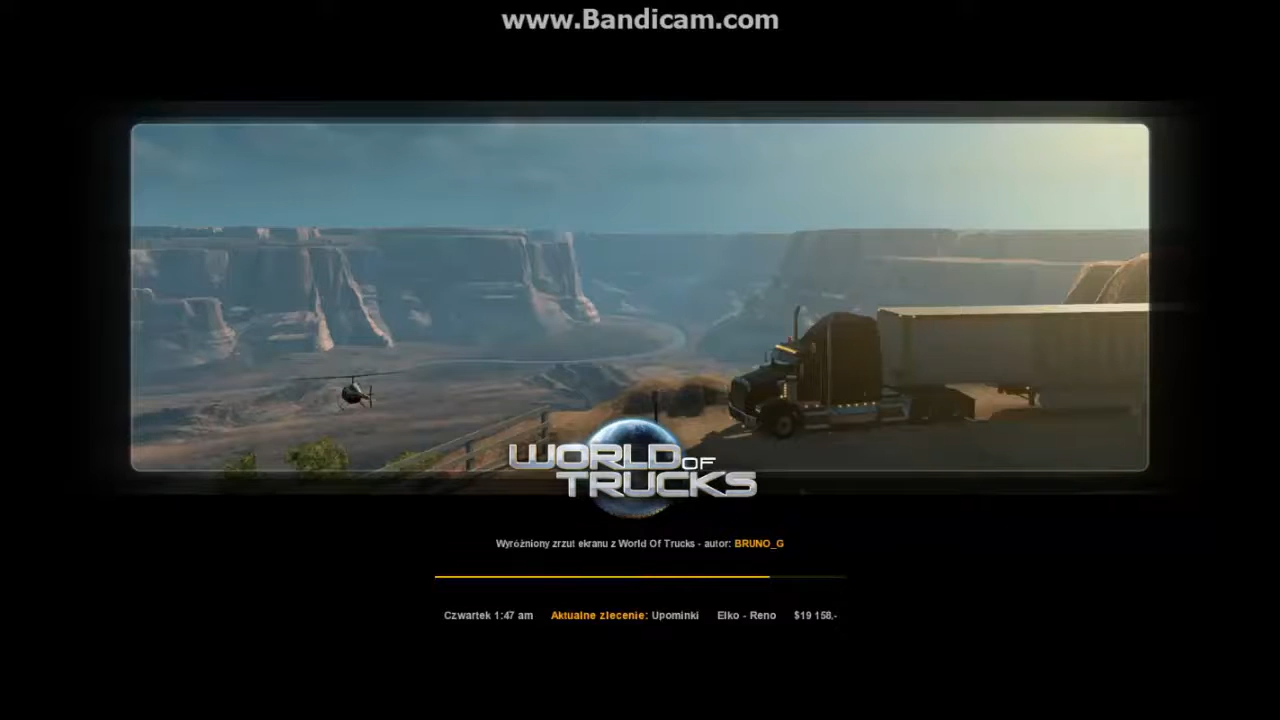 www.Bandicam.com
WORLD OF
TRUCKS
Wyróżniony zrzut ekranu z World Of Trucks - autor: BRUNO_G
Czwartek 1:47 am Aktualne zlecenie: Upominki Elko - Reno $19 158,-